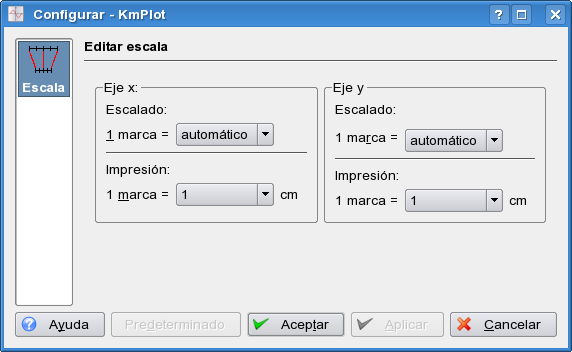 Configurar - KmPlot
?
Escala
Editar escala
Eje x:
Escalado:
1 marca = automático
Impresión:
1 marca = 1 cm
Eje y
Escalado:
1 marca = automático
Impresión:
1 marca = 1 cm
Ayuda Predeterminado Aceptar Aplicar Cancelar